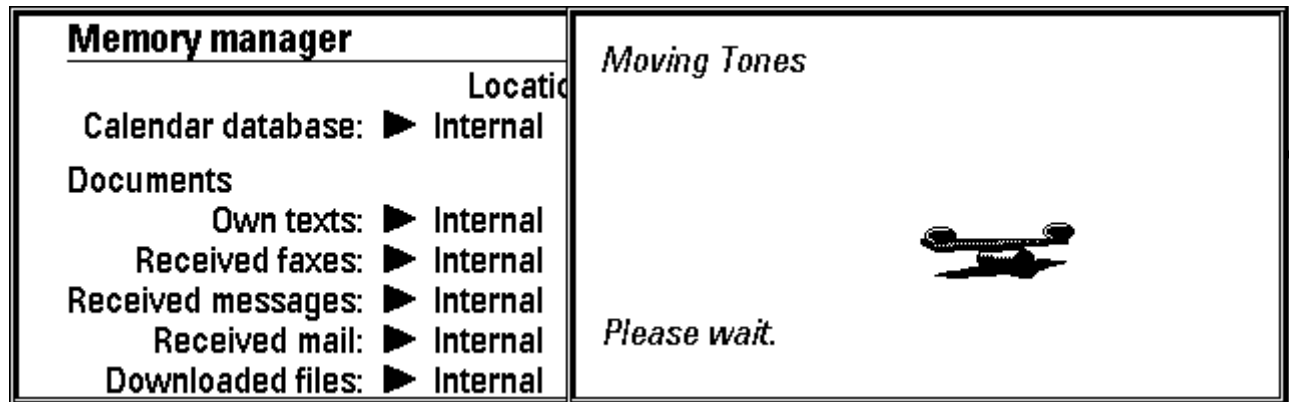 Memory manager
Locatio
Calendar database: ▶ Internal
Documents
Own texts: ▶ Internal
Received faxes: ▶ Internal
Received messages: ▶ Internal
Received mail: ▶ Internal
Downloaded files: ▶ Internal
Moving Tones
Please wait.